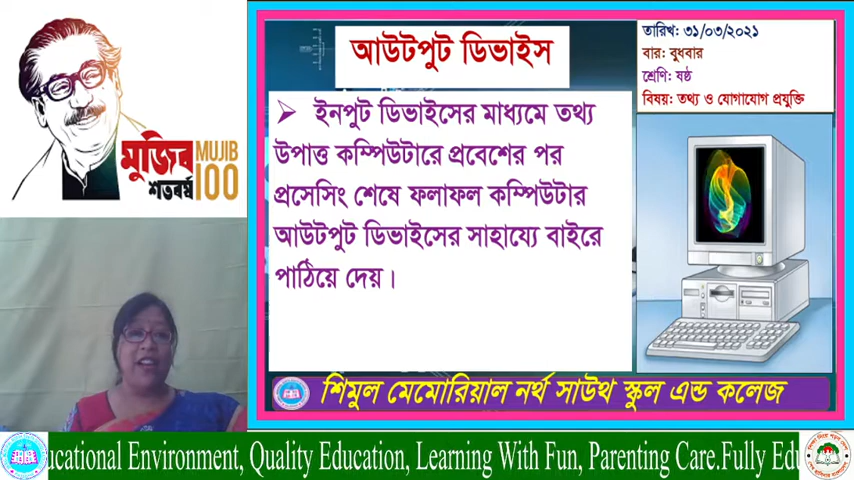 মুজিব
শতবর্ষ
MUJIB
100
আউটপুট ডিভাইস
ইনপুট ডিভাইসের মাধ্যমে তথ্য
উপাত্ত কম্পিউটারে প্রবেশের পর
প্রসেসিং শেষে ফলাফল কম্পিউটার
আউটপুট ডিভাইসের সাহায্যে বাইরে
পাঠিয়ে দেয়।
তারিখ: ৩১/০৩/২০২১
বার: বুধবার
শ্রেণি: ষষ্ঠ
বিষয়: তথ্য ও যোগাযোগ প্রযুক্তি
শিমুল মেমোরিয়াল নর্থ সাউথ স্কুল এন্ড কলেজ
ucational Environment, Quality Education, Learning With Fun, Parenting Care.Fully Edu